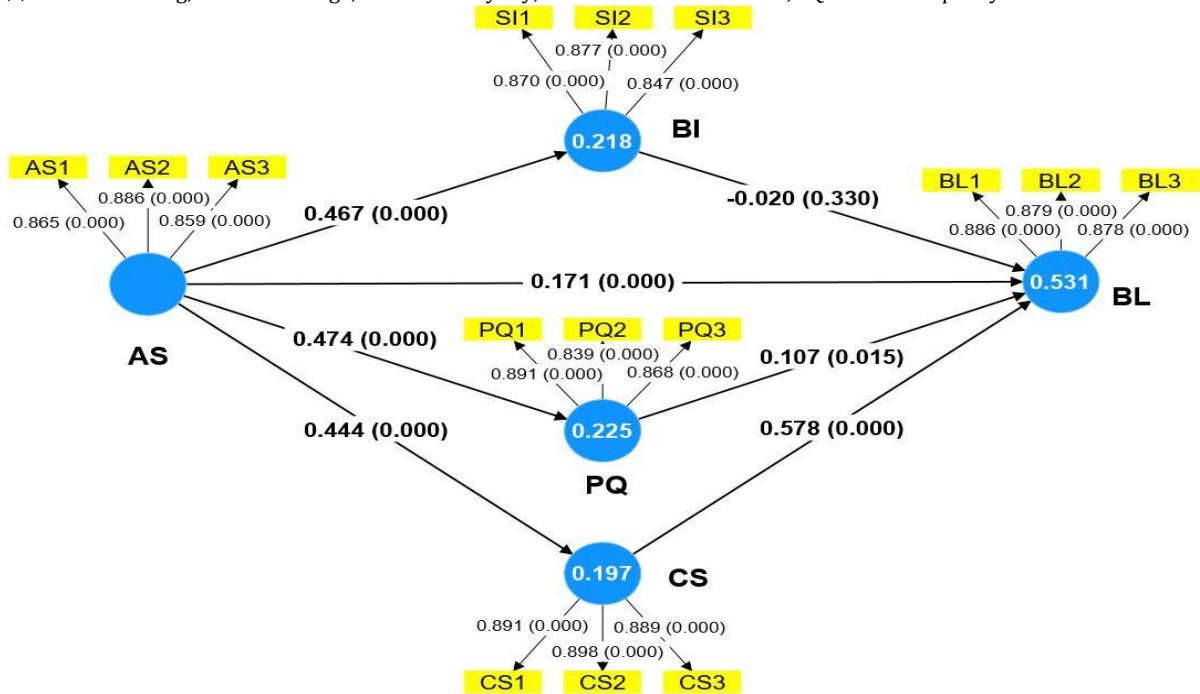 SI1 SI2 SI3
0.877 (0.000)
0.870 (0.000) 0.847 (0.000)
BI
0.218
AS1 AS2 AS3
0.886 (0.000)
0.865 (0.000) 0.859 (0.000)
BL1 BL2 BL3
0.879 (0.000)
0.886 (0.000) 0.878 (0.000)
0.467 (0.000)
-0.020 (0.330)
0.171 (0.000)
0.531
BL
AS
0.474 (0.000)
PQ1 PQ2 PQ3
0.839 (0.000)
0.891 (0.000) 0.868 (0.000)
0.107 (0.015)
0.444 (0.000)
0.225
0.578 (0.000)
PQ
0.197
CS
0.891 (0.000) 0.889 (0.000)
0.898 (0.000)
CS1 CS2 CS3